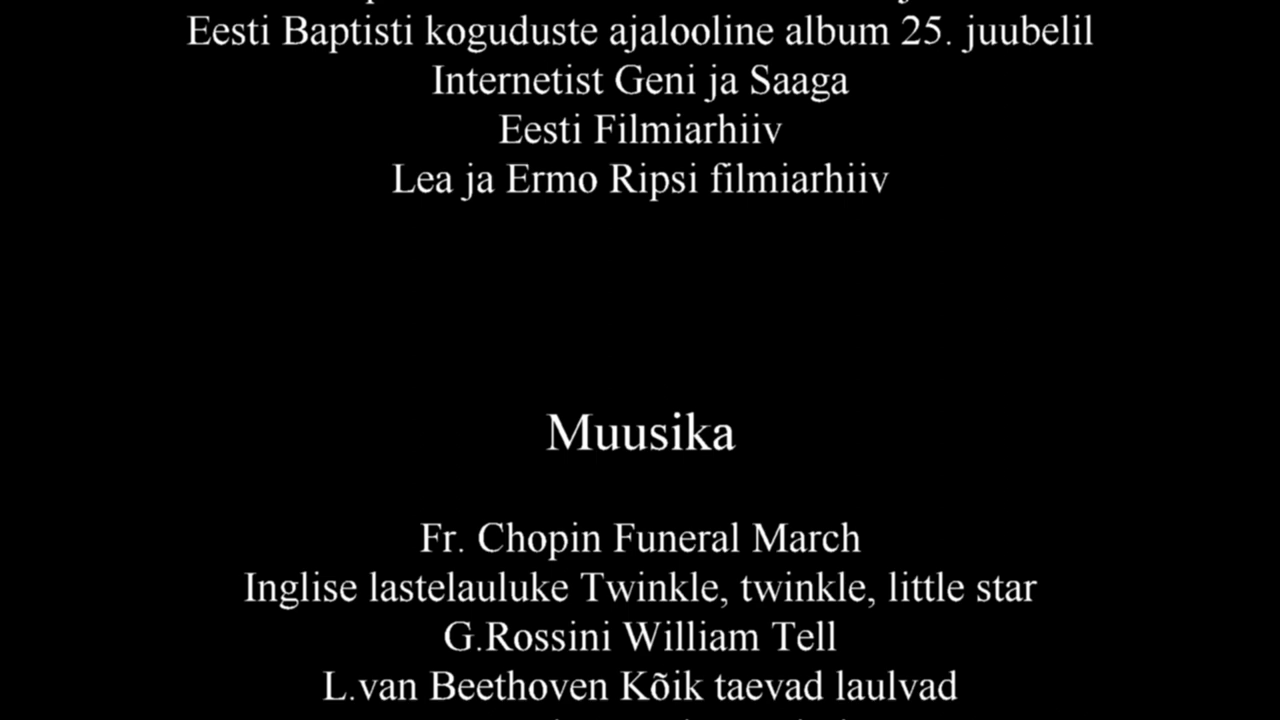 Eesti Baptisti koguduste ajalooline album 25. juubelil
Internetist Geni ja Saaga
Eesti Filmiarhiiv
Lea ja Ermo Ripsi filmiarhiiv
Muusika
Fr. Chopin Funeral March
Inglise lastelauluke Twinkle, twinkle, little star
G.Rossini William Tell
L.van Beethoven Kõik taevad laulvad